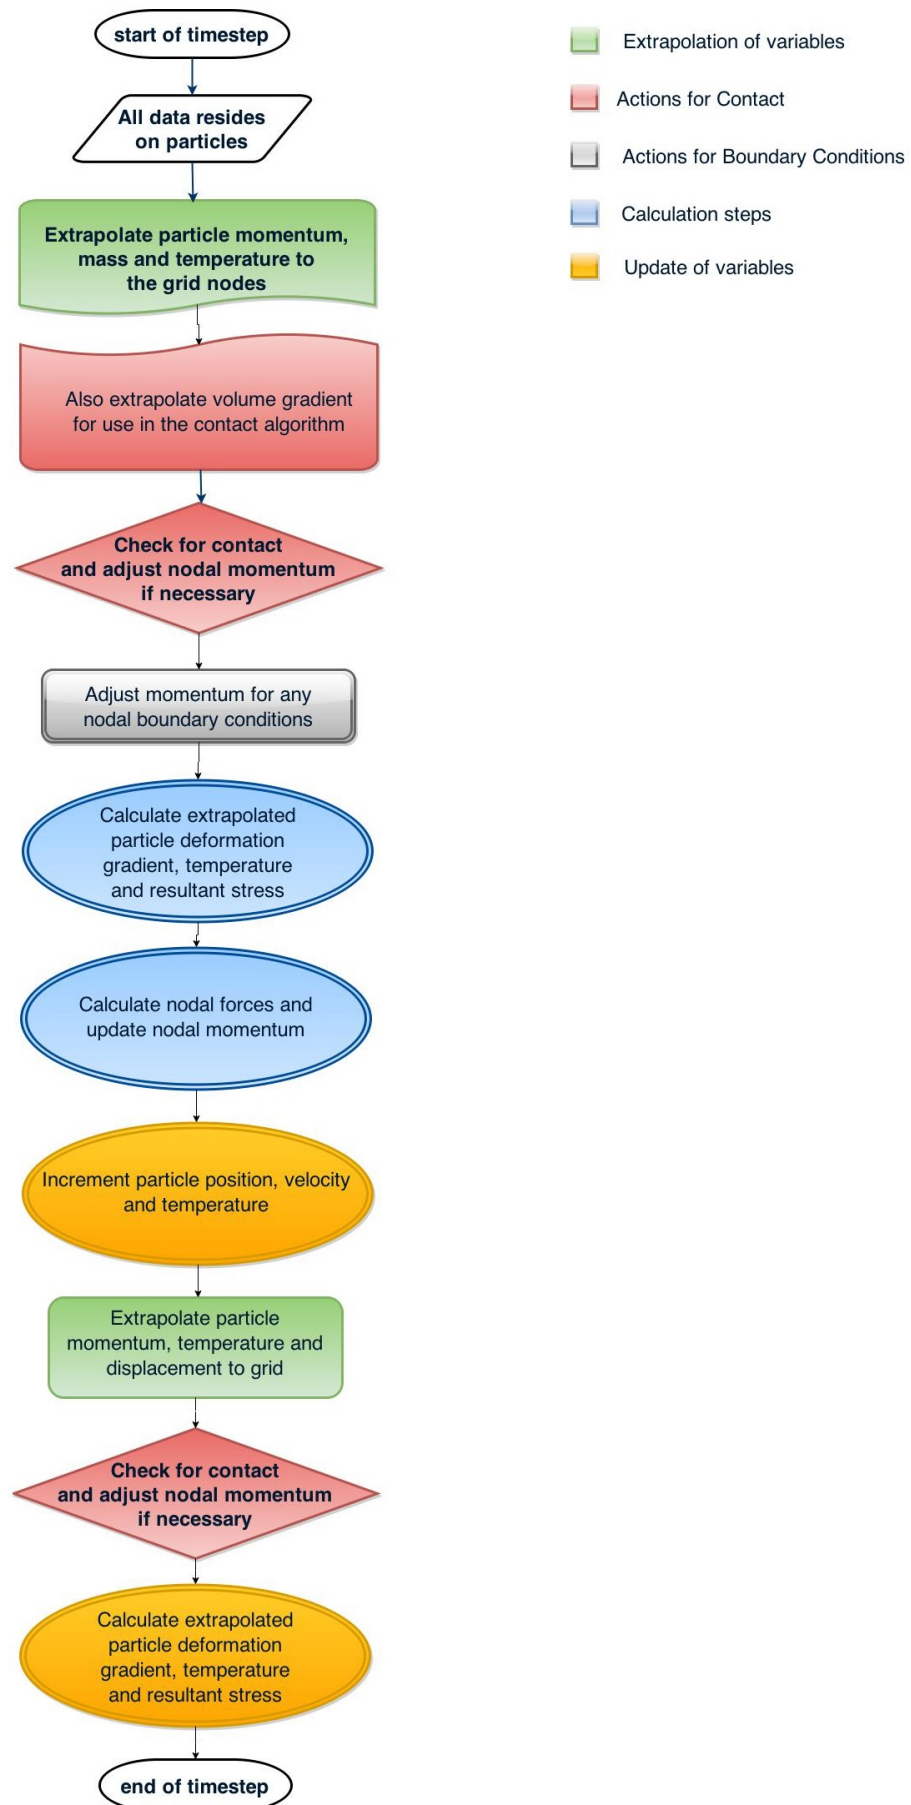 start of timestep
All data resides
on particles
Extrapolate particle momentum,
mass and temperature to
the grid nodes
Also extrapolate volume gradient
for use in the contact algorithm
Check for contact
and adjust nodal momentum
if necessary
Adjust momentum for any
nodal boundary conditions
Calculate extrapolated
particle deformation
gradient, temperature
and resultant stress
Calculate nodal forces and
update nodal momentum
Increment particle position, velocity
and temperature
Extrapolate particle
momentum, temperature and
displacement to grid
Check for contact
and adjust nodal momentum
if necessary
Calculate extrapolated
particle deformation
gradient, temperature
and resultant stress
end of timestep
Extrapolation of variables
Actions for Contact
Actions for Boundary Conditions
Calculation steps
Update of variables